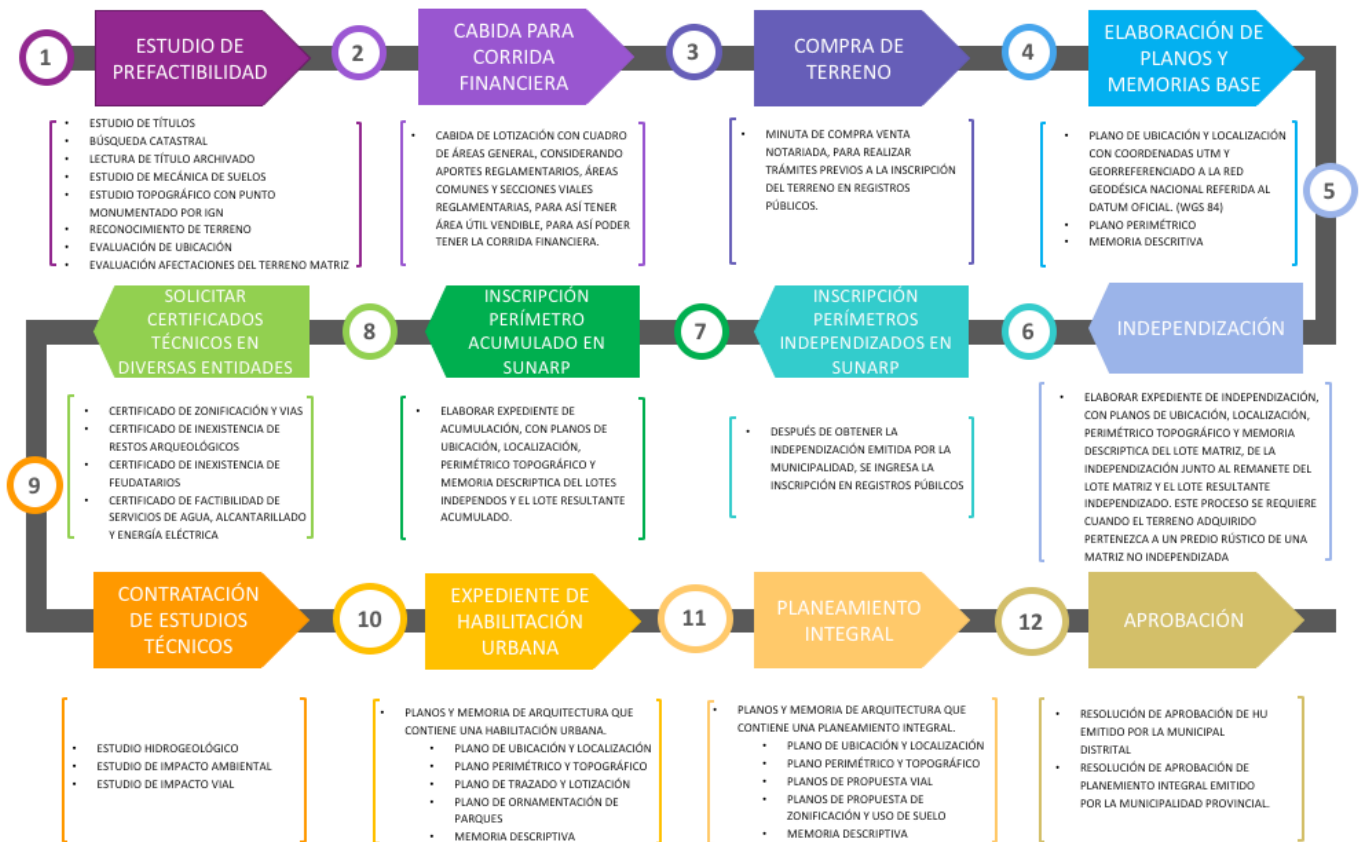 1
ESTUDIO DE
PREFACTIBILIDAD
• ESTUDIO DE TÍTULOS
• BÚSQUEDA CATASTRAL
• LECTURA DE TÍTULO ARCHIVADO
• ESTUDIO DE MECÁNICA DE SUELOS
• ESTUDIO TOPOGRÁFICO CON PUNTO
MONUMENTADO POR IGN
• RECONOCIMIENTO DE TERRENO
• EVALUACIÓN DE UBICACIÓN
• EVALUACIÓN AFECTACIONES DEL TERRENO MATRIZ
2
CABIDA PARA
CORRIDA
FINANCIERA
• CABIDA DE LOTIZACIÓN CON CUADRO
DE ÁREAS GENERAL, CONSIDERANDO
APORTES REGLAMENTARIOS, ÁREAS
COMUNES Y SECCIONES VIALES
REGLAMENTARIAS, PARA ASÍ TENER
ÁREA ÚTIL VENDIBLE, PARA ASÍ PODER
TENER LA CORRIDA FINANCIERA.
3
COMPRA DE
TERRENO
• MINUTA DE COMPRA VENTA
NOTARIADA, PARA REALIZAR
TRÁMITES PREVIOS A LA INSCRIPCIÓN
DEL TERRENO EN REGISTROS
PÚBLICOS.
4
ELABORACIÓN DE
PLANOS Y
MEMORIAS BASE
• PLANO DE UBICACIÓN Y LOCALIZACIÓN
CON COORDENADAS UTM Y
GEORREFERENCIADO A LA RED
GEODÉSICA NACIONAL REFERIDA AL
DATUM OFICIAL. (WGS 84)
• PLANO PERIMÉTRICO
• MEMORIA DESCRITIVA
5
INDEPENDIZACIÓN
• ELABORAR EXPEDIENTE DE INDEPENDIZACIÓN,
CON PLANOS DE UBICACIÓN, LOCALIZACIÓN,
PERIMÉTRICO TOPOGRÁFICO Y MEMORIA
DESCRIPTICA DEL LOTE MATRIZ, DE LA
INDEPENDIZACIÓN JUNTO AL REMANETE DEL
LOTE MATRIZ Y EL LOTE RESULTANTE
INDEPENDIZADO. ESTE PROCESO SE REQUIERE
CUANDO EL TERRENO ADQUIRIDO
PERTENEZCA A UN PREDIO RÚSTICO DE UNA
MATRIZ NO INDEPENDIZADA
6
INSCRIPCIÓN
PERÍMETROS
INDEPENDIZADOS EN
SUNARP
• DESPUÉS DE OBTENER LA
INDEPENDIZACIÓN EMITIDA POR LA
MUNICIPALIDAD, SE INGRESA LA
INSCRIPCIÓN EN REGISTROS PÚBILCOS
7
INSCRIPCIÓN
PERÍMETRO
ACUMULADO EN
SUNARP
• ELABORAR EXPEDIENTE DE
ACUMULACIÓN, CON PLANOS DE
UBICACIÓN, LOCALIZACIÓN,
PERIMÉTRICO TOPOGRÁFICO Y
MEMORIA DESCRIPTICA DEL LOTES
INDEPENDOS Y EL LOTE RESULTANTE
ACUMULADO.
8
SOLICITAR
CERTIFICADOS
TÉCNICOS EN
DIVERSAS ENTIDADES
• CERTIFICADO DE ZONIFICACIÓN Y VIAS
• CERTIFICADO DE INEXISTENCIA DE
RESTOS ARQUEOLÓGICOS
• CERTIFICADO DE INEXISTENCIA DE
FEUDATARIOS
• CERTIFICADO DE FACTIBILIDAD DE
SERVICIOS DE AGUA, ALCANTARILLADO
Y ENERGÍA ELÉCTRICA
9
CONTRATACIÓN
DE ESTUDIOS
TÉCNICOS
• ESTUDIO HIDROGEOLÓGICO
• ESTUDIO DE IMPACTO AMBIENTAL
• ESTUDIO DE IMPACTO VIAL
10
EXPEDIENTE DE
HABILITACIÓN
URBANA
• PLANOS Y MEMORIA DE ARQUITECTURA QUE
CONTIENE UNA HABILITACIÓN URBANA.
• PLANO DE UBICACIÓN Y LOCALIZACIÓN
• PLANO PERIMÉTRICO Y TOPOGRÁFICO
• PLANO DE TRAZADO Y LOTIZACIÓN
• PLANO DE ORNAMENTACIÓN DE
PARQUES
• MEMORIA DESCRIPTIVA
11
PLANEAMIENTO
INTEGRAL
• PLANOS Y MEMORIA DE ARQUITECTURA QUE
CONTIENE UNA PLANEAMIENTO INTEGRAL.
• PLANO DE UBICACIÓN Y LOCALIZACIÓN
• PLANO PERIMÉTRICO Y TOPOGRÁFICO
• PLANOS DE PROPUESTA VIAL
• PLANOS DE PROPUESTA DE
ZONIFICACIÓN Y USO DE SUELO
• MEMORIA DESCRIPTIVA
12
APROBACIÓN
• RESOLUCIÓN DE APROBACIÓN DE HU
EMITIDO POR LA MUNICIPAL
DISTRITAL
• RESOLUCIÓN DE APROBACIÓN DE
PLANEMIENTO INTEGRAL EMITIDO
POR LA MUNICIPALIDAD PROVINCIAL.